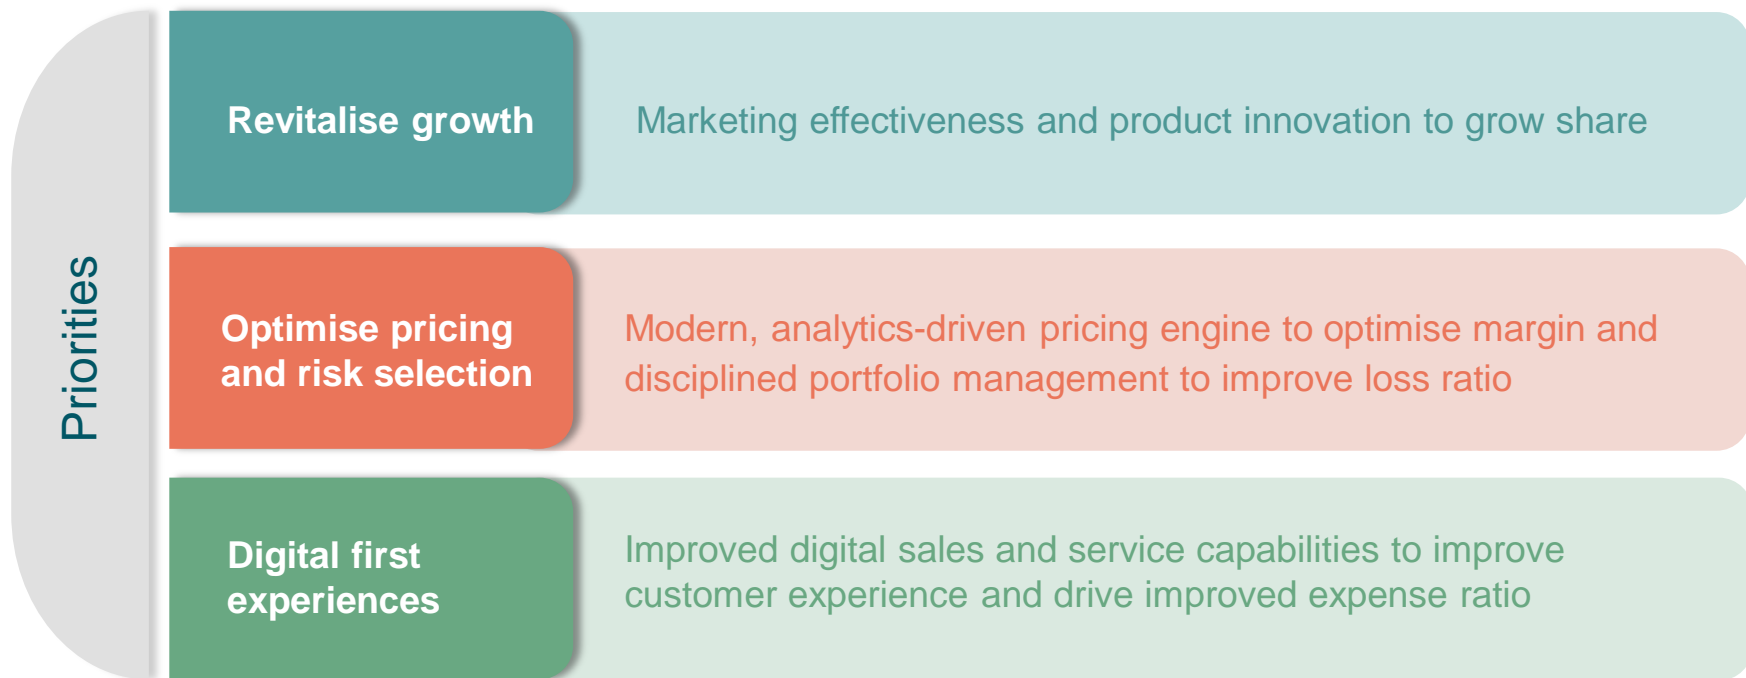 Priorities
Revitalise growth
Marketing effectiveness and product innovation to grow share
Optimise pricing
and risk selection
Modern, analytics-driven pricing engine to optimise margin and
disciplined portfolio management to improve loss ratio
Digital first
experiences
Improved digital sales and service capabilities to improve
customer experience and drive improved expense ratio